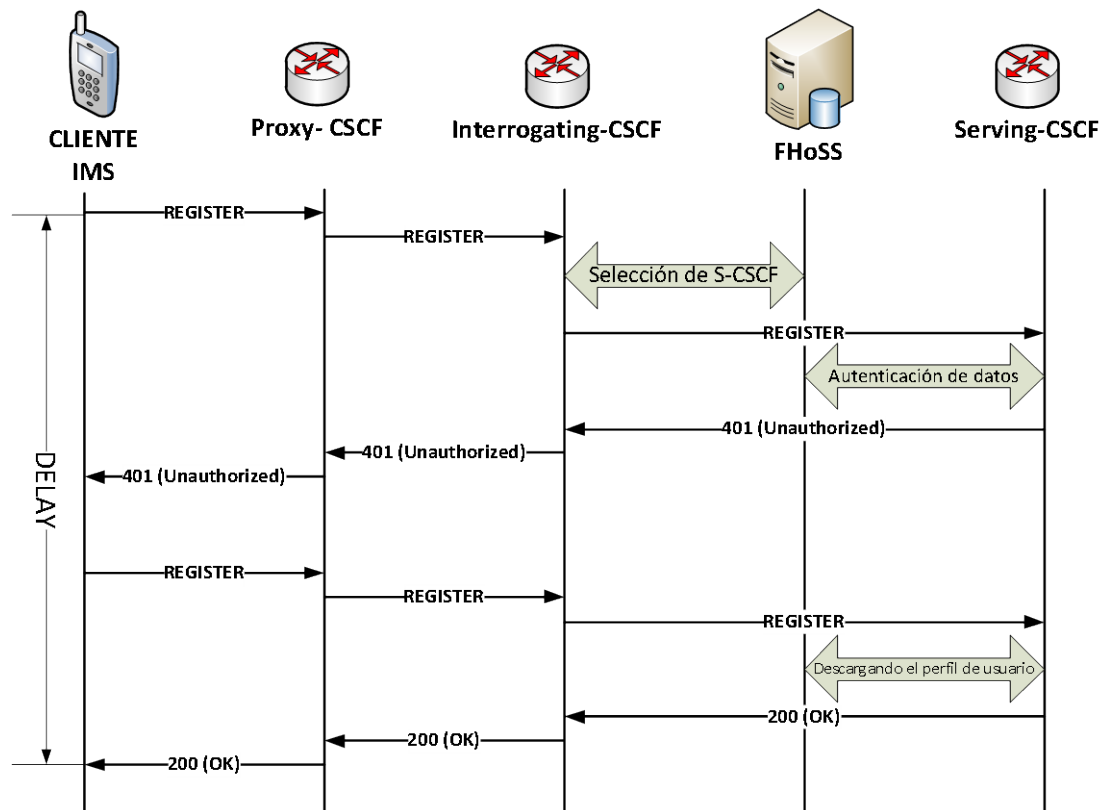 CLIENTE
IMS
Proxy- CSCF
Interrogating-CSCF
FHoSS
Serving-CSCF
REGISTER
REGISTER
Selección de S-CSCF
REGISTER
Autenticación de datos
401 (Unauthorized)
401 (Unauthorized)
401 (Unauthorized)
DELAY
REGISTER
REGISTER
REGISTER
Descargando el perfil de usuario
200 (OK)
200 (OK)
200 (OK)